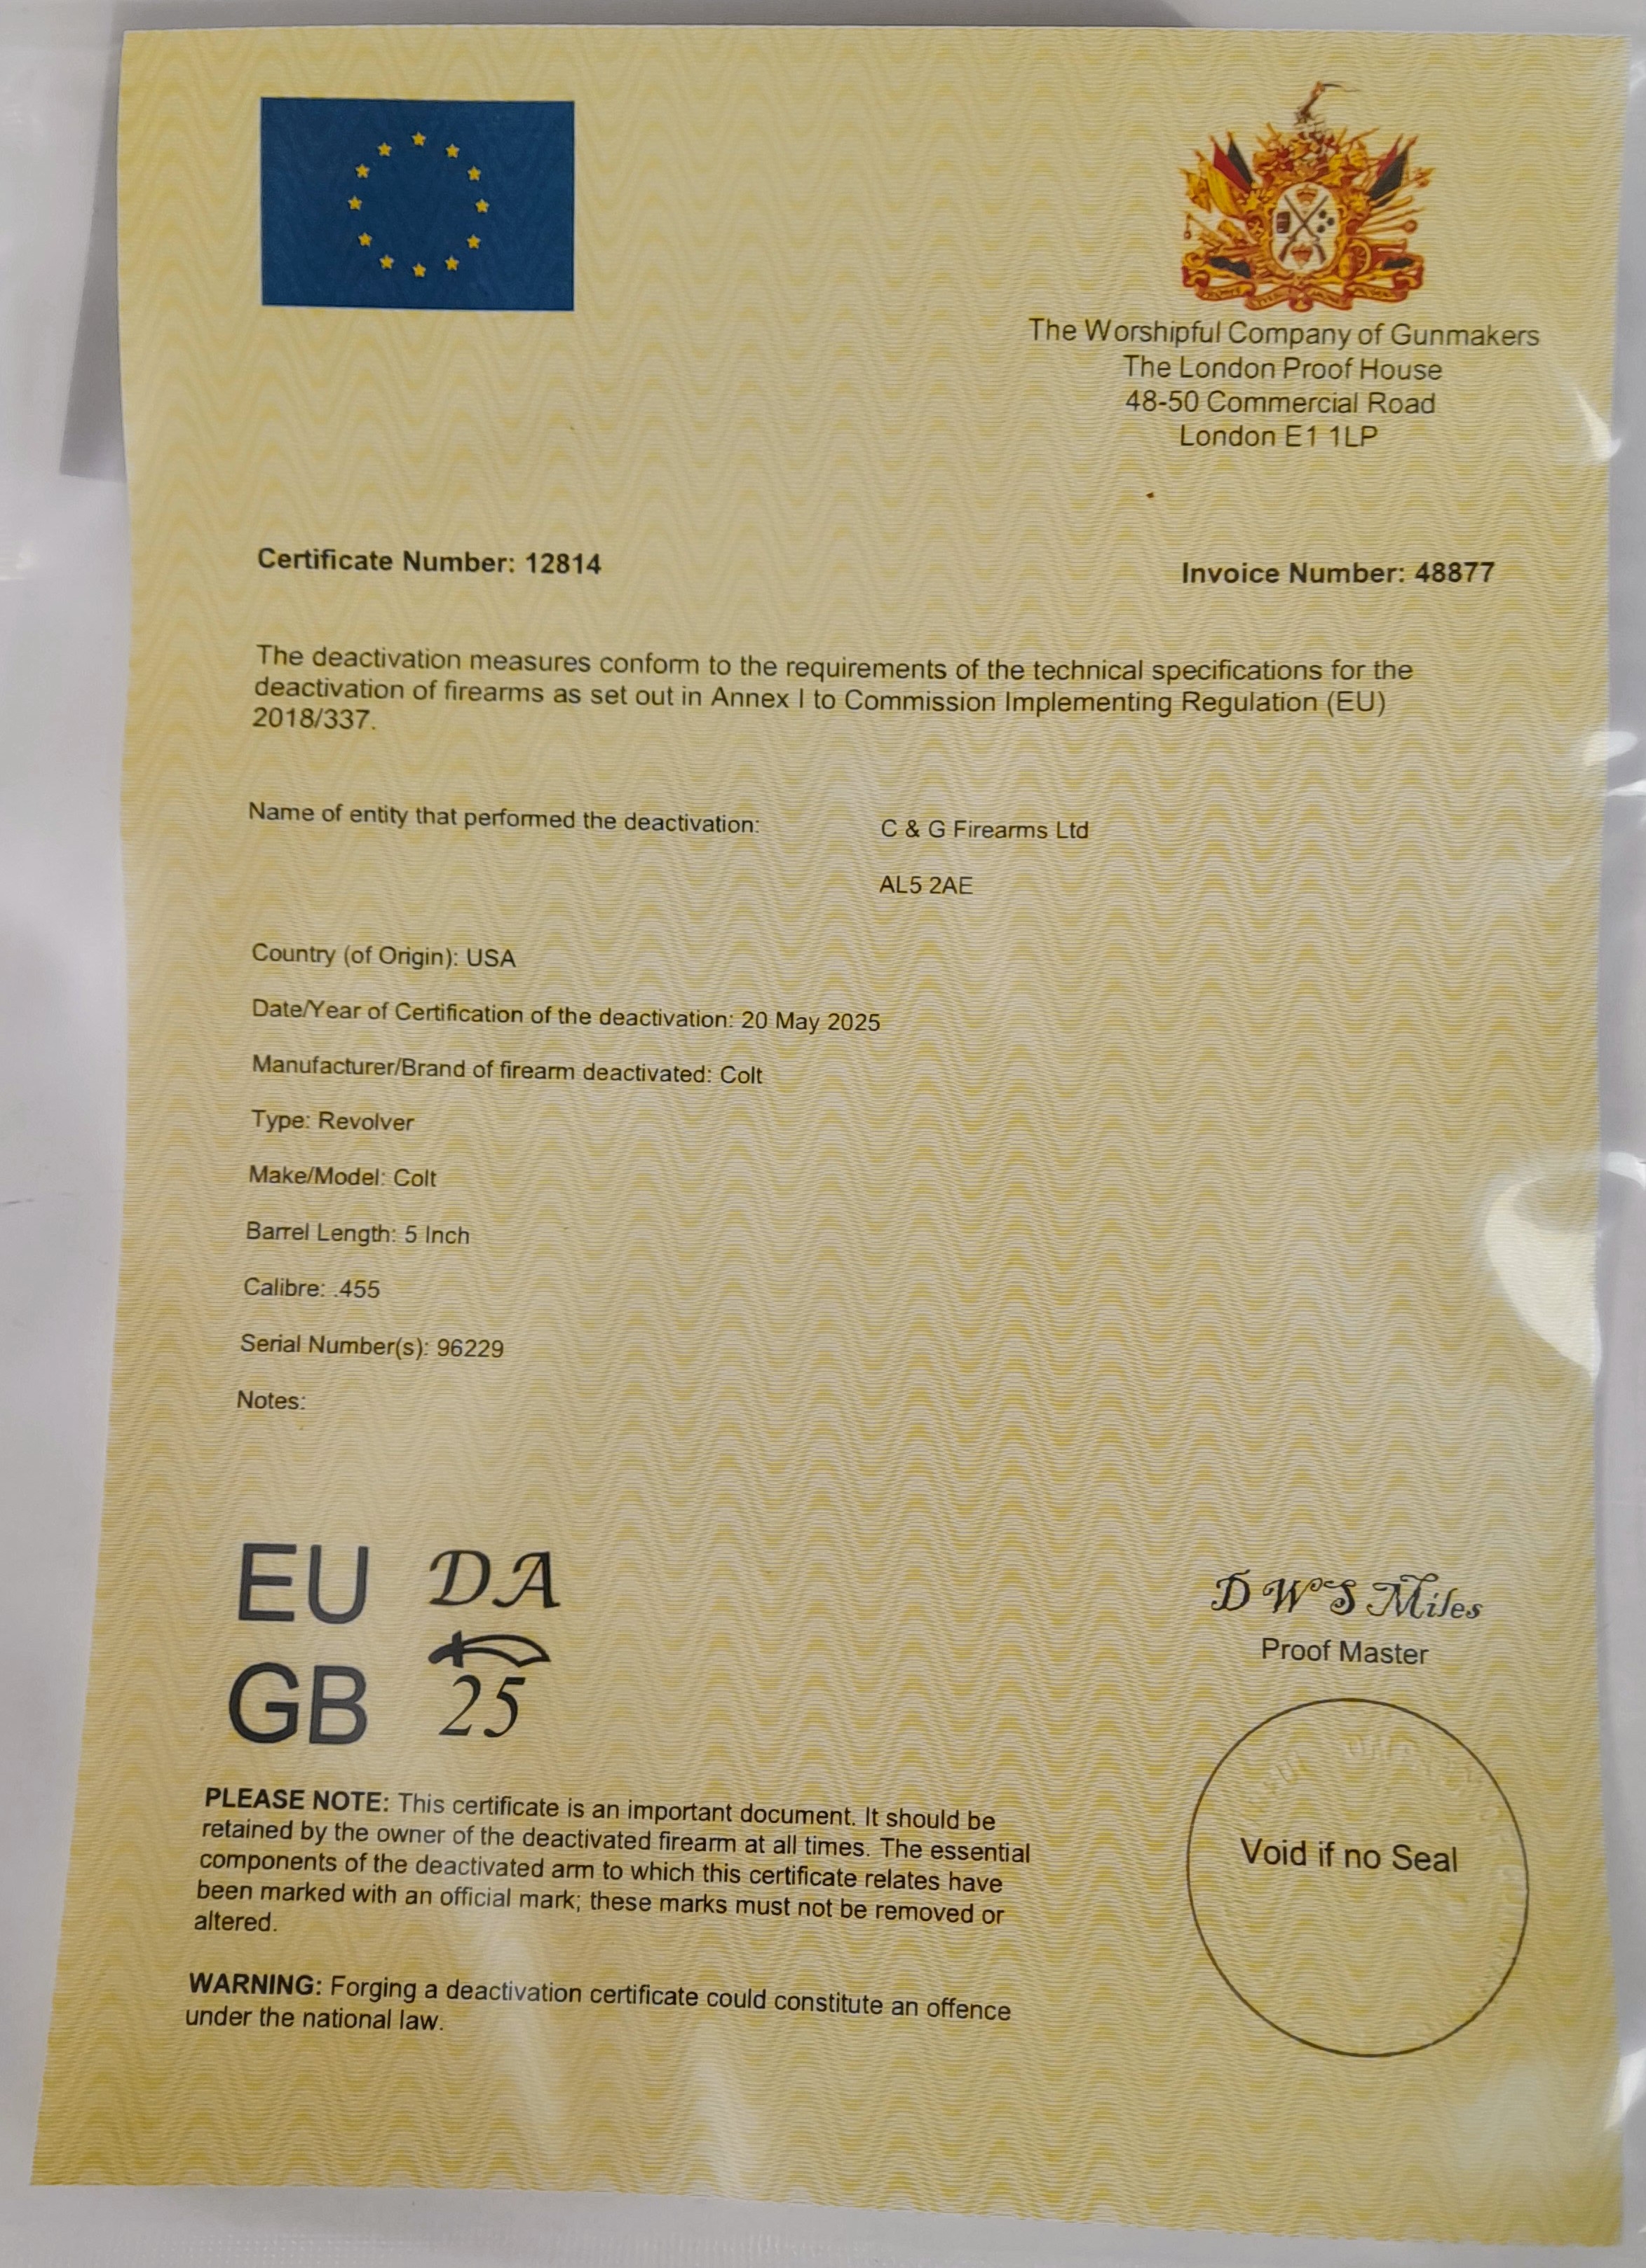 The Worshipful Company of Gunmakers
The London Proof House
48-50 Commercial Road
London E1 1LP
Certificate Number: 12814
Invoice Number: 48877
The deactivation measures conform to the requirements of the technical specifications for the
deactivation of firearms as set out in Annex I to Commission Implementing Regulation (EU)
2018/337.
Name of entity that performed the deactivation:
C & G Firearms Ltd
AL5 2AE
Country (of Origin): USA
Date/Year of Certification of the deactivation: 20 May 2025
Manufacturer/Brand of firearm deactivated: Colt
Type: Revolver
Make/Model: Colt
Barrel Length: 5 Inch
Calibre: .455
Serial Number(s): 96229
Notes:
EU DA
GB 25
D W S Miles
Proof Master
PLEASE NOTE: This certificate is an important document. It should be
retained by the owner of the deactivated firearm at all times. The essential
components of the deactivated arm to which this certificate relates have
been marked with an official mark; these marks must not be removed or
altered.
Void if no Seal
WARNING: Forging a deactivation certificate could constitute an offence
under the national law.